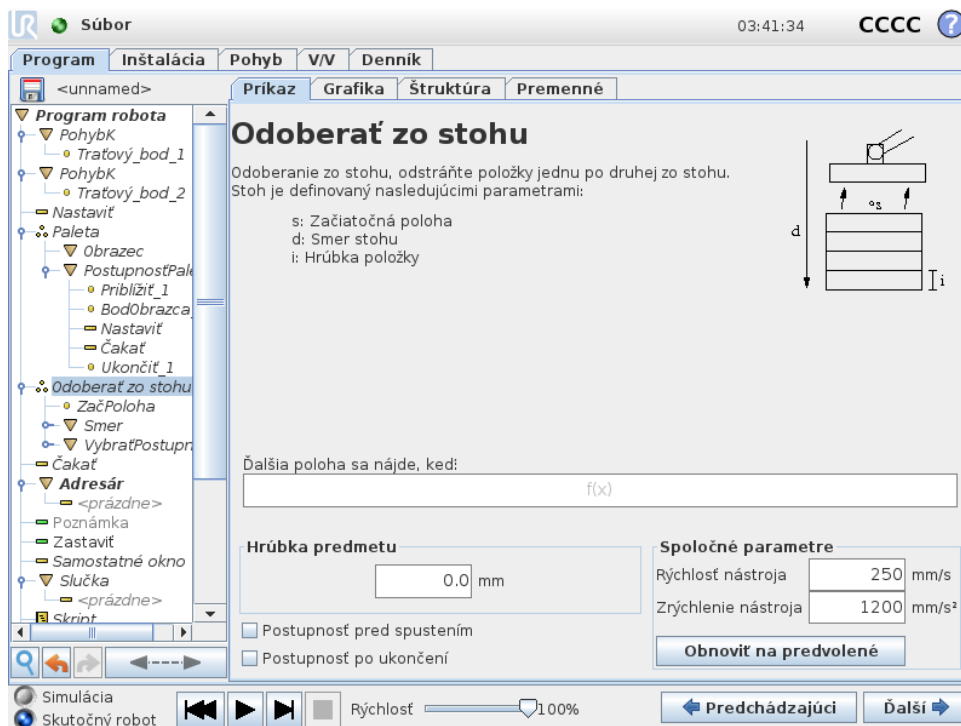 UR Súbor 03:41:34 CCCC ?
Program Inštalácia Pohyb V/V Denník
<unnamed> Príkaz Grafika Štruktúra Premenné
Program robota
PohybK
Traťový_bod_1
PohybK
Traťový_bod_2
Nastaviť
Paleta
Obrazec
PostupnosťPale
Priblížiť_1
BodObrazca
Nastaviť
Čakať
Ukončiť_1
Odoberať zo stohu
ZačPoloha
Smer
VybraťPostupn
Čakať
Adresár
<prázdne>
Poznámka
Zastaviť
Samostatné okno
Slučka
<prázdne>
Skript
Odoberať zo stohu
Odoberanie zo stohu, odstráňte položky jednu po druhej zo stohu.
Stoh je definovaný nasledujúcimi parametrami:
s: Začiatočná poloha
d: Smer stohu
i: Hrúbka položky
s
d
i
Ďalšia poloha sa nájde, keď:
f(x)
Hrúbka predmetu
0.0 mm
Postupnosť pred spustením
Postupnosť po ukončení
Spoločné parametre
Rýchlosť nástroja 250 mm/s
Zrýchlenie nástroja 1200 mm/s²
Obnoviť na predvolené
Simulácia
Skutočný robot
Rýchlosť 100%
Predchádzajúci Ďalší